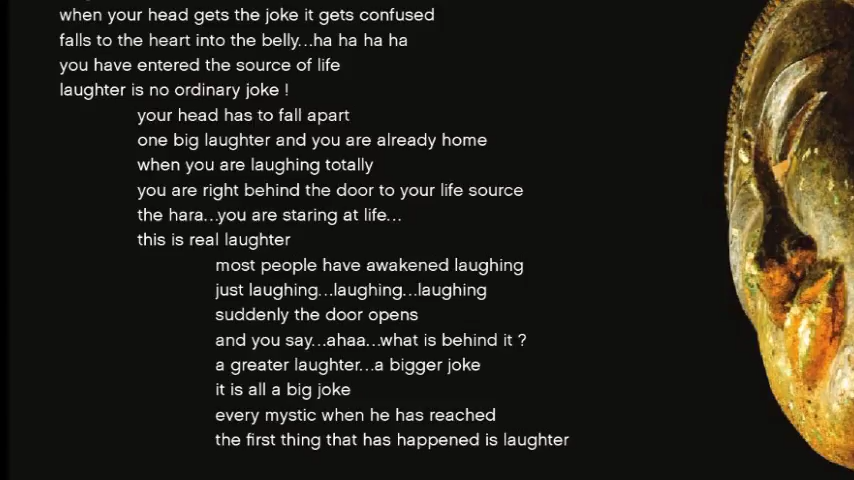 when your head gets the joke it gets confused
falls to the heart into the belly...ha ha ha ha
you have entered the source of life
laughter is no ordinary joke !
your head has to fall apart
one big laughter and you are already home
when you are laughing totally
you are right behind the door to your life source
the hara...you are staring at life...
this is real laughter
most people have awakened laughing
just laughing...laughing...laughing
suddenly the door opens
and you say...ahaa...what is behind it ?
a greater laughter...a bigger joke
it is all a big joke
every mystic when he has reached
the first thing that has happened is laughter